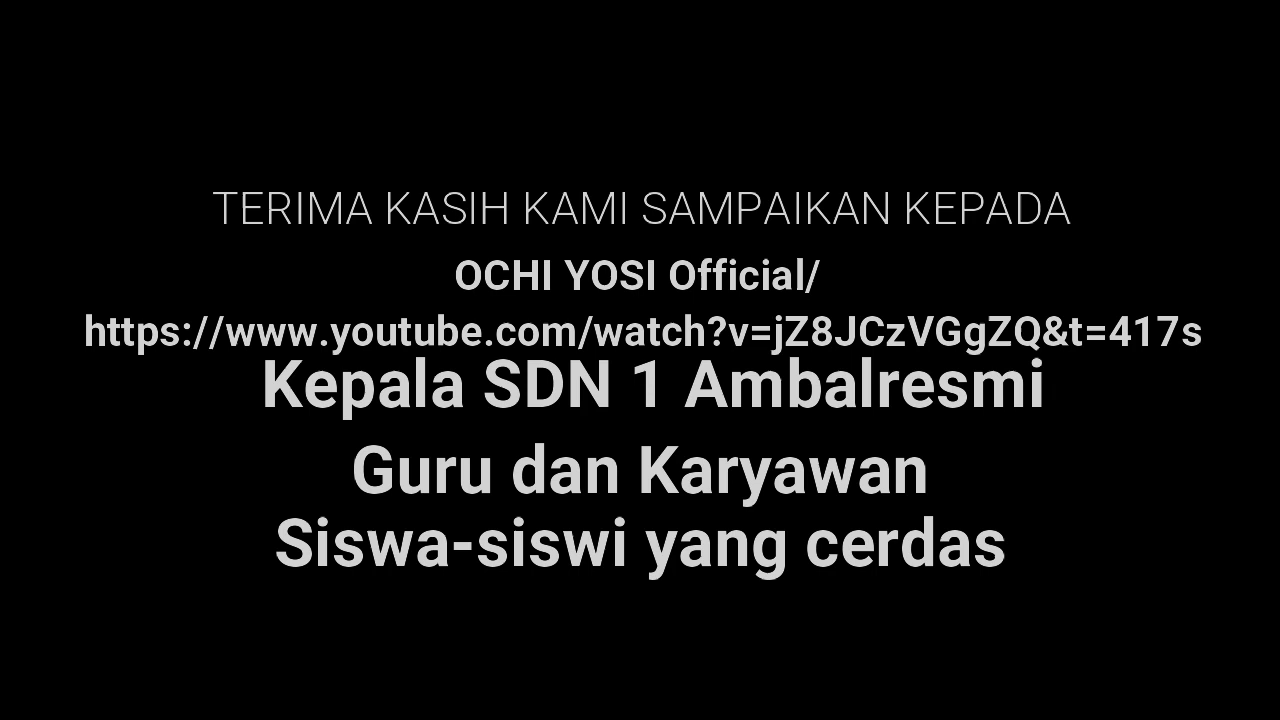 TERIMA KASIH KAMI SAMPAIKAN KEPADA
OCHI YOSI Official/
https://www.youtube.com/watch?v=jZ8JCzVGgZQ&t=417s
Kepala SDN 1 Ambalresmi
Guru dan Karyawan
Siswa-siswi yang cerdas